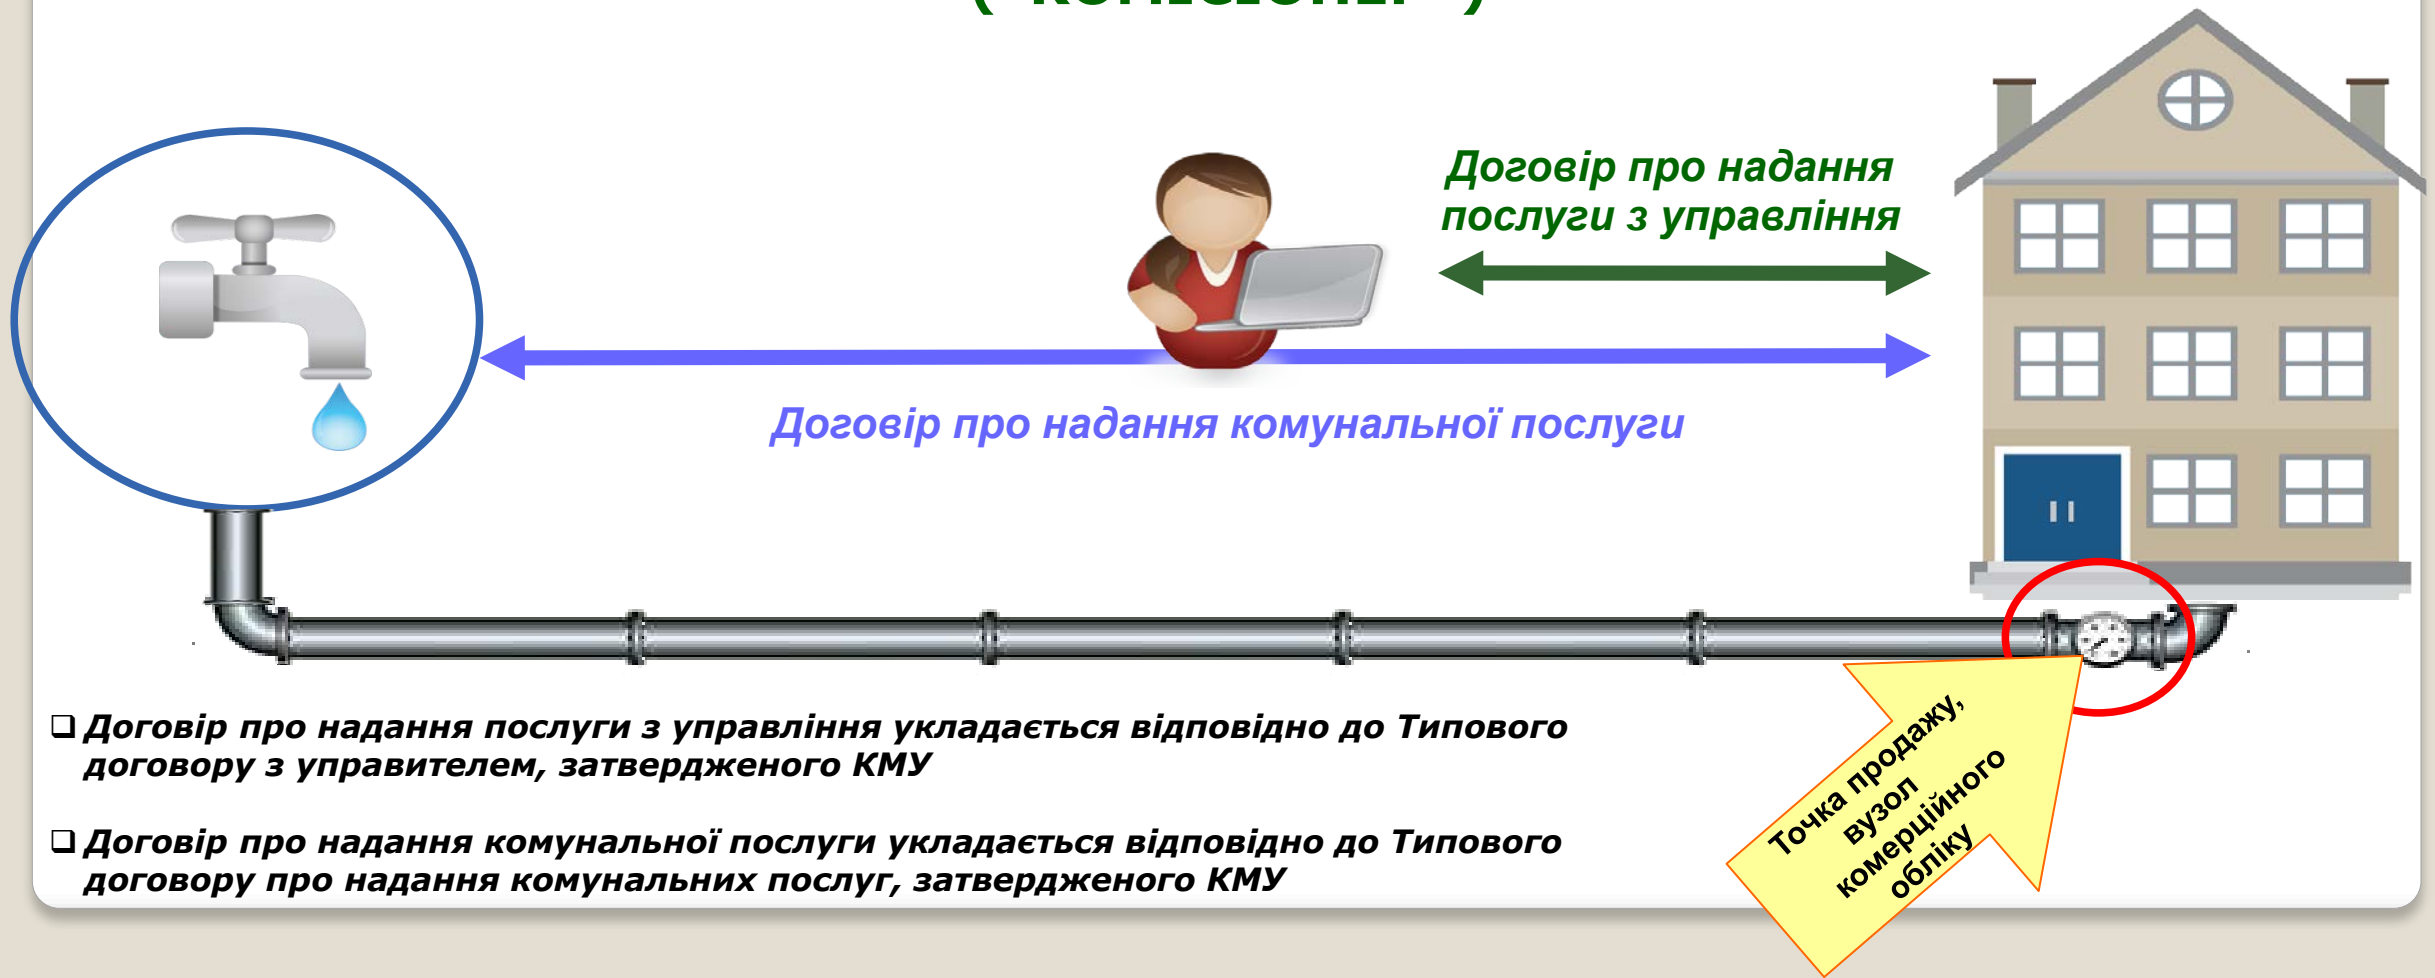 Договір про надання
послуги з управління
Договір про надання комунальної послуги
❑ Договір про надання послуги з управління укладається відповідно до Типового
договору з управителем, затвердженого КМУ
❑ Договір про надання комунальної послуги укладається відповідно до Типового
договору про надання комунальних послуг, затвердженого КМУ
Точка продажу,
вузол
комерційного
обліку